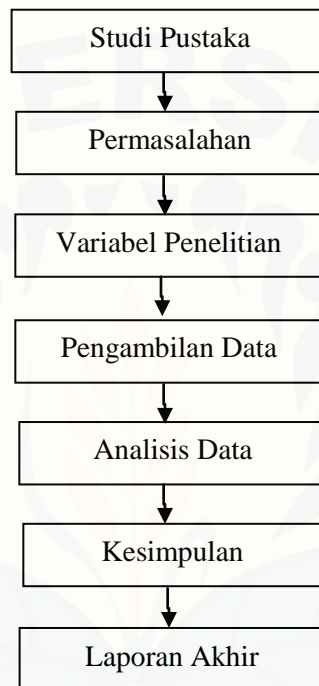 Studi Pustaka
Permasalahan
Variabel Penelitian
Pengambilan Data
Analisis Data
Kesimpulan
Laporan Akhir